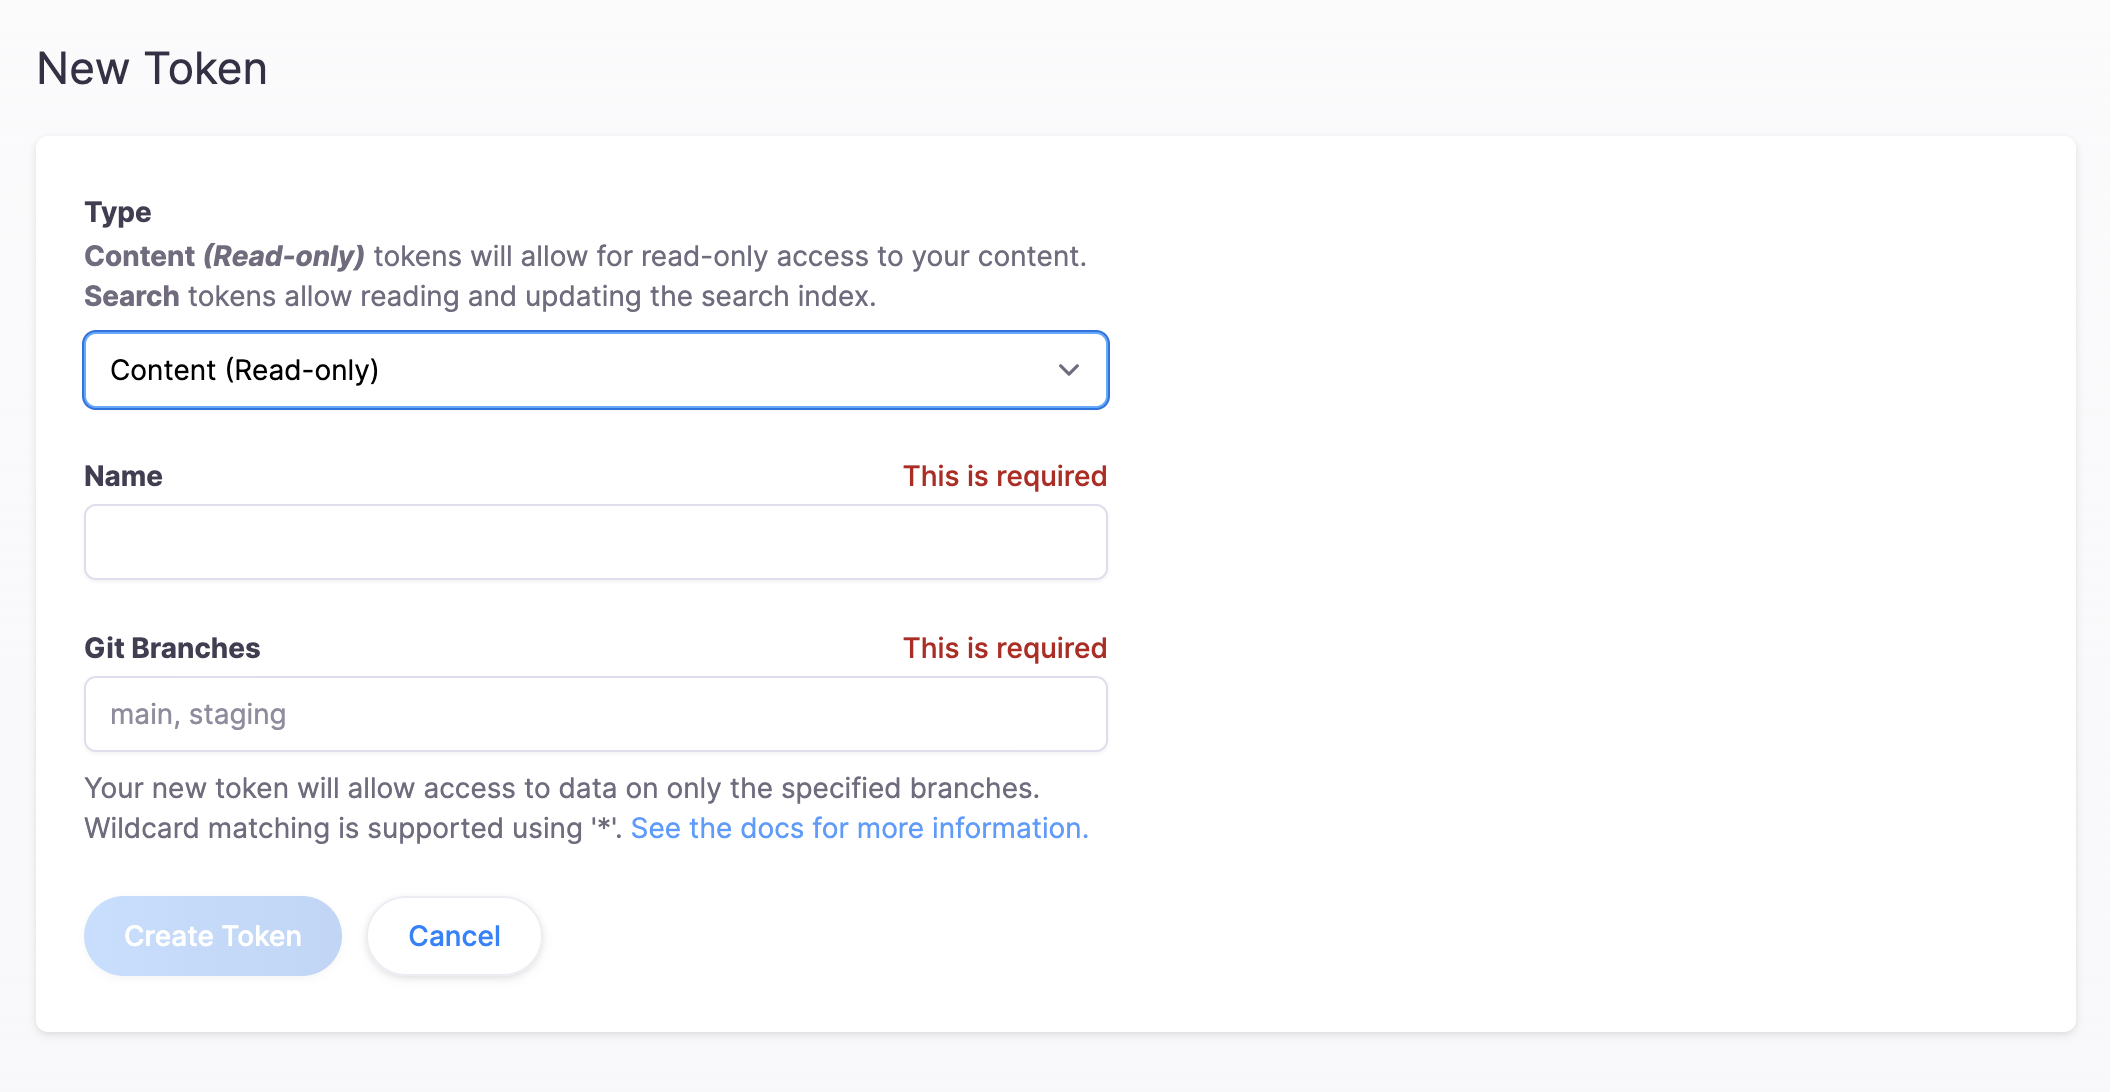 New Token
Type
Content (Read-only) tokens will allow for read-only access to your content.
Search tokens allow reading and updating the search index.
Content (Read-only)
Name This is required
Git Branches This is required
main, staging
Your new token will allow access to data on only the specified branches.
Wildcard matching is supported using '*'. See the docs for more information.
Create Token Cancel